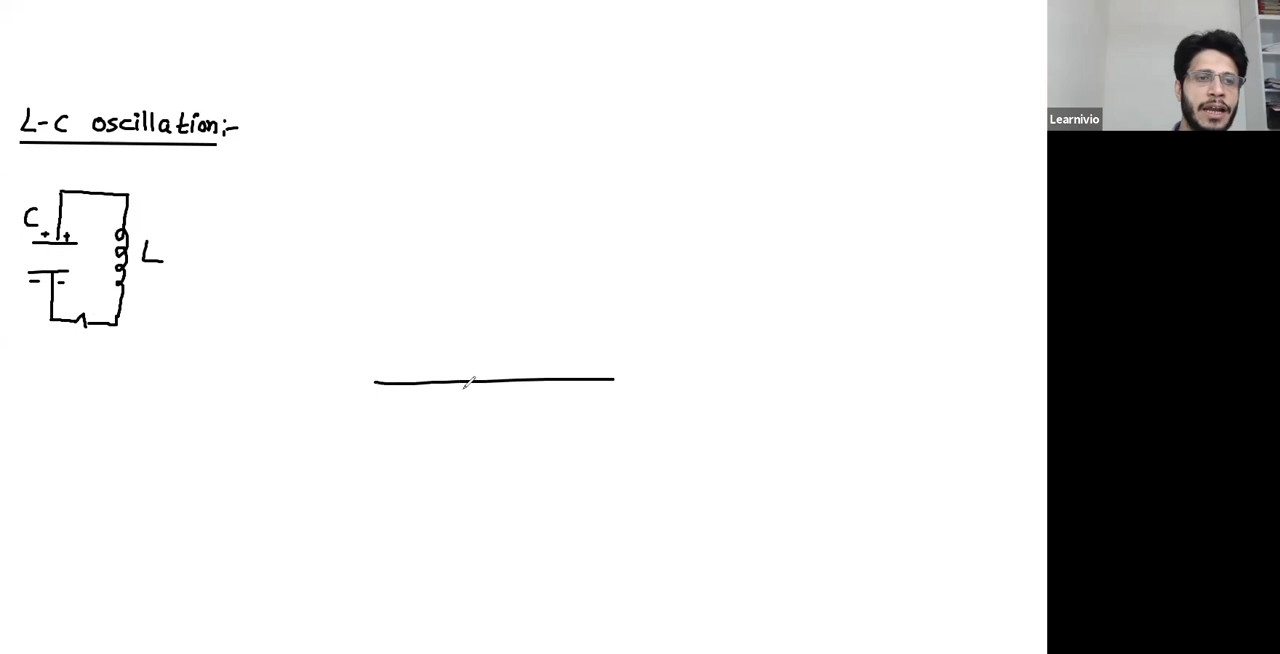 L-C oscillation:-
C
+ +
L
- -
Learnivio